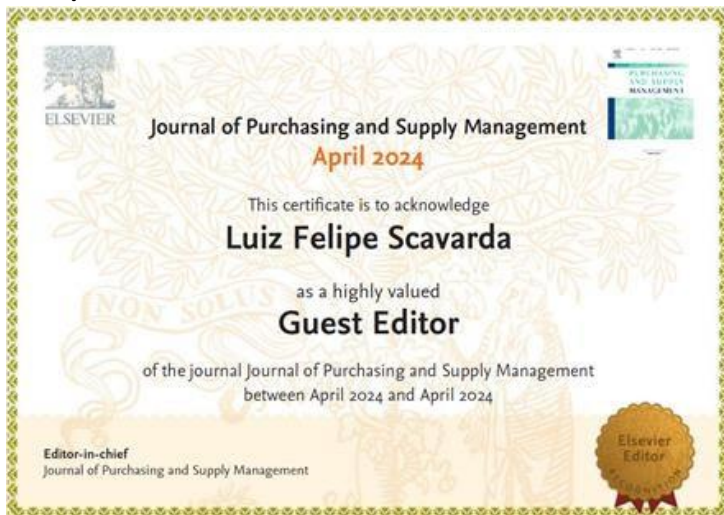 ELSEVIER
PURCHASING
AND SUPPLY
MANAGEMENT
Journal of Purchasing and Supply Management
April 2024
This certificate is to acknowledge
Luiz Felipe Scavarda
NON SOLUS
as a highly valued
Guest Editor
of the journal Journal of Purchasing and Supply Management
between April 2024 and April 2024
Editor-in-chief
Journal of Purchasing and Supply Management
Elsevier
Editor
RECOGNITION